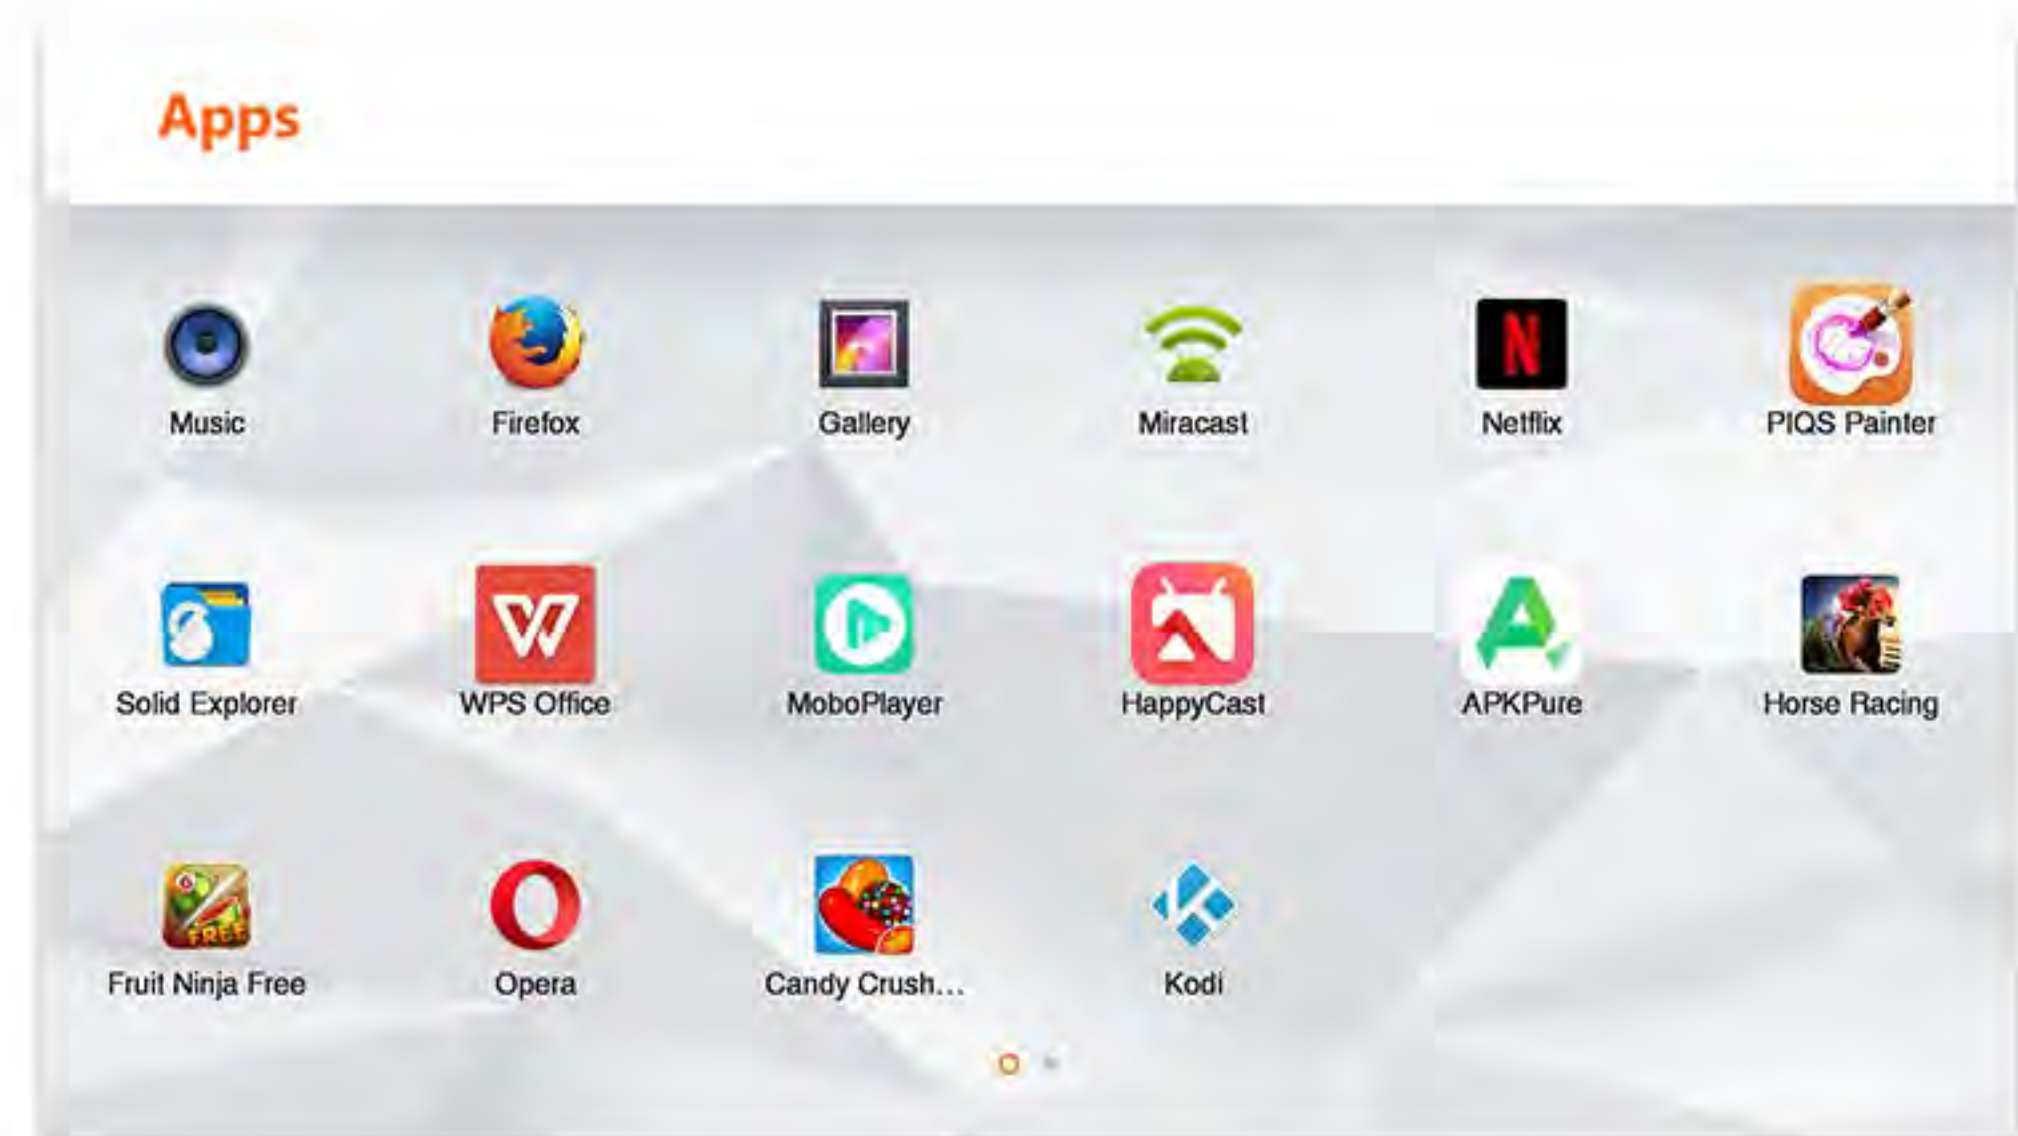 Apps
Music Firefox Gallery Miracast Netflix PIQS Painter
Solid Explorer WPS Office MoboPlayer HappyCast APKPure Horse Racing
FREE
Fruit Ninja Free Opera Candy Crush... Kodi